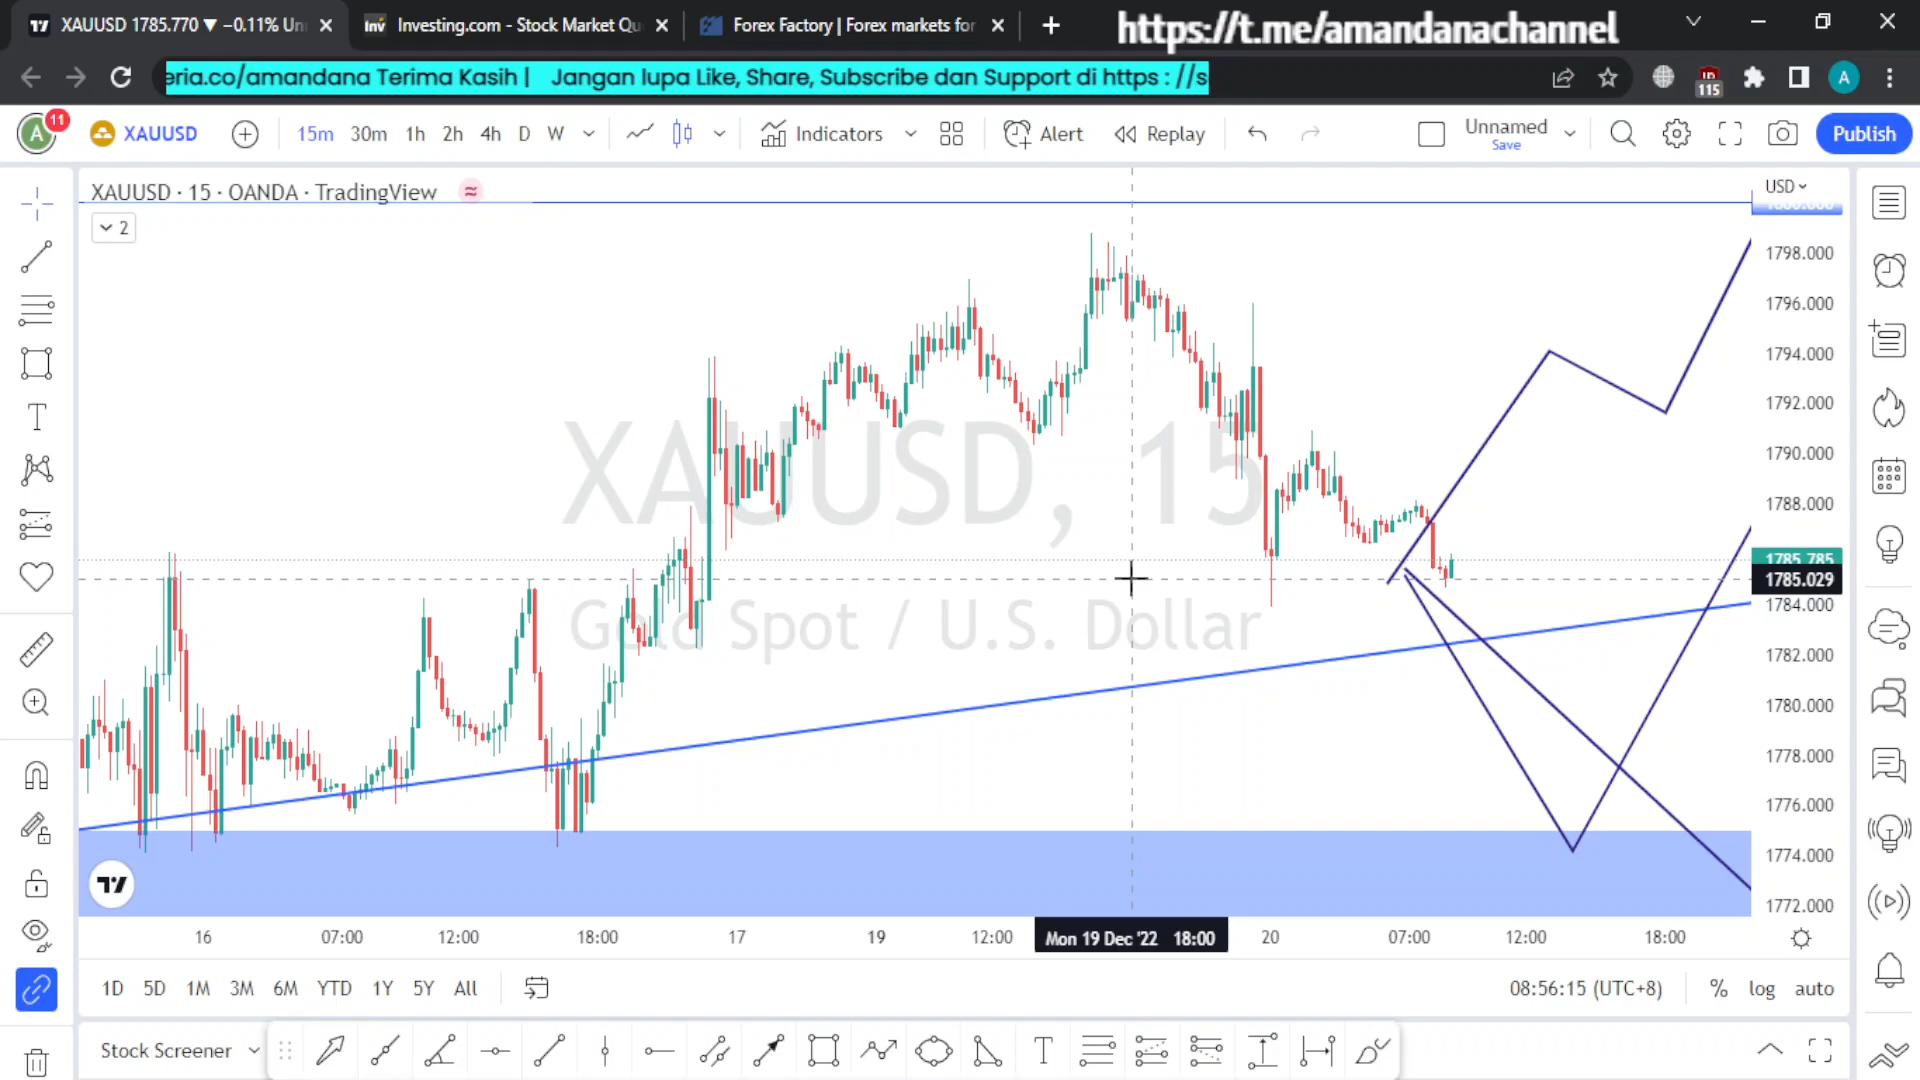 XAUUSD 1785.770 ▼ −0.11% Un
Investing.com - Stock Market Qu
Forex Factory | Forex markets for
https://t.me/amandanachannel
eria.co/amandana Terima Kasih |    Jangan lupa Like, Share, Subscribe dan Support di https : //s
115
A
A
11
XAUUSD
15m 30m 1h 2h 4h D W
Indicators
Alert
Replay
Unnamed
Save
Publish
XAUUSD · 15 · OANDA · TradingView
2
USD
1798.000
1796.000
1794.000
1792.000
1790.000
1788.000
1785.785
1785.029
1784.000
1782.000
1780.000
1778.000
1776.000
1774.000
1772.000
XAUUSD, 15
Gold Spot / U.S. Dollar
16 07:00 12:00 18:00 17 19 12:00 Mon 19 Dec '22 18:00 20 07:00 12:00 18:00
1D 5D 1M 3M 6M YTD 1Y 5Y All
08:56:15 (UTC+8) % log auto
Stock Screener